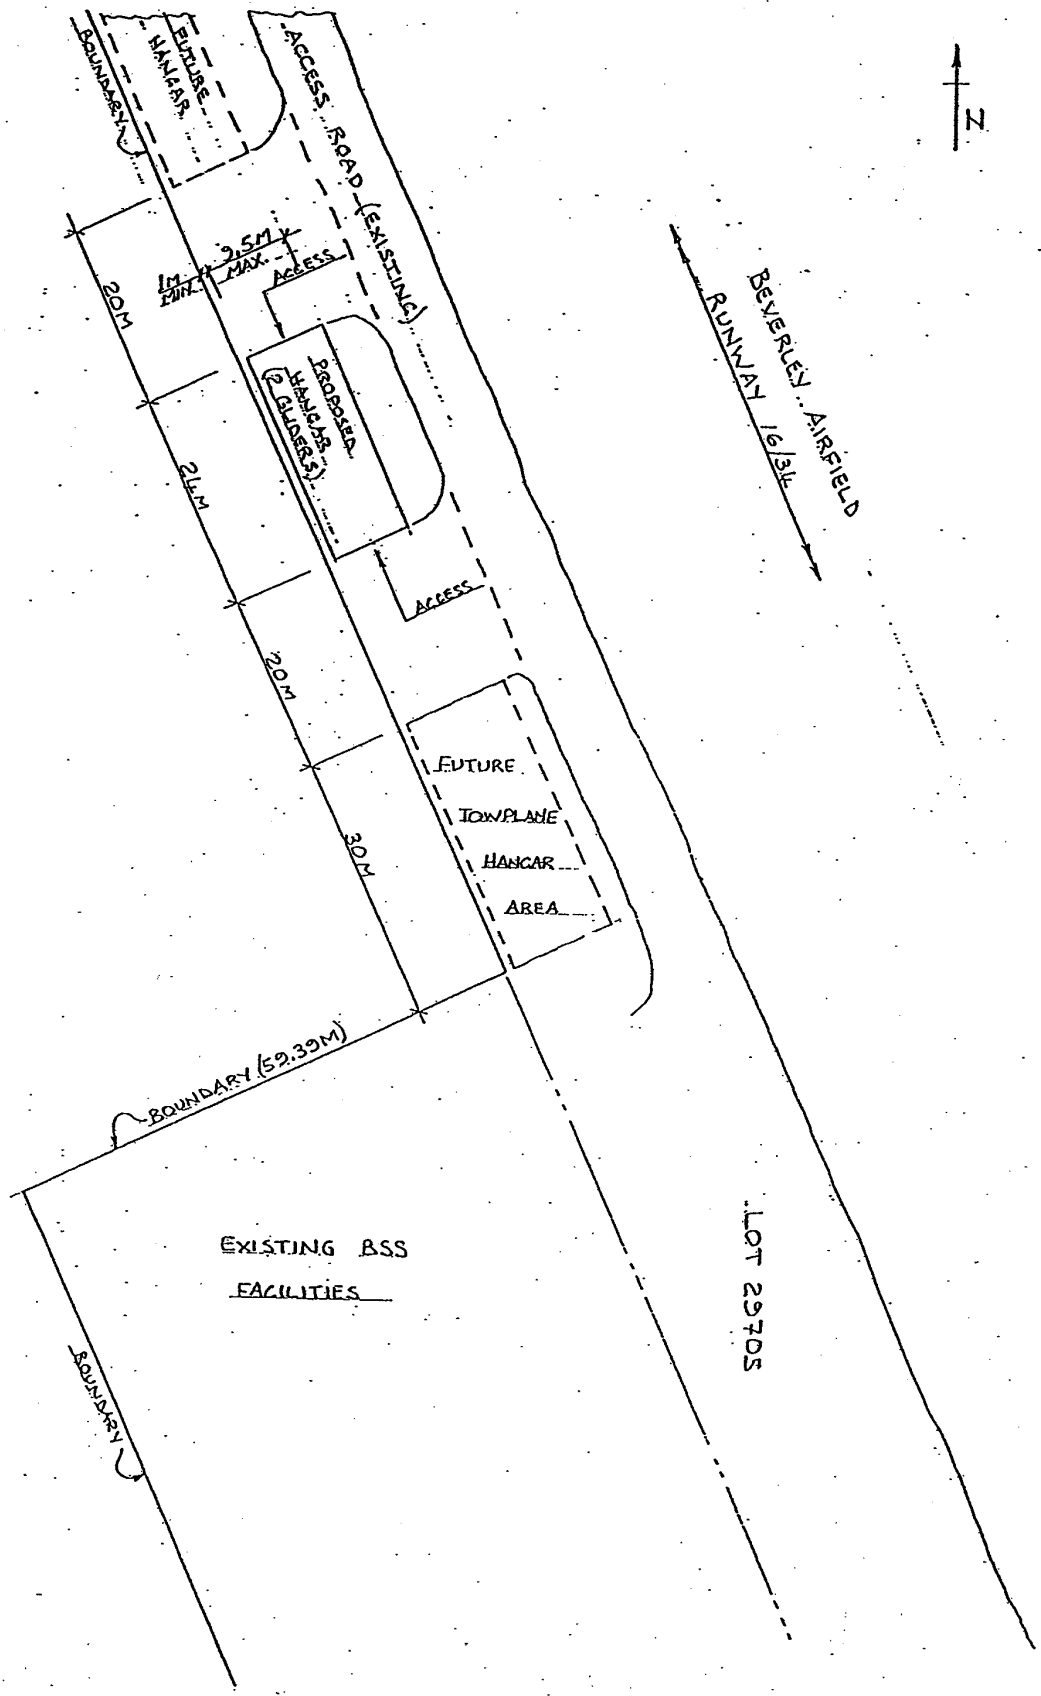 BOUNDARY
FUTURE
HANGAR
ACCESS ROAD (EXISTING)
N
BEVERLEY AIRFIELD
RUNWAY 16/34
1M
MIN.
9.5M
MAX.
ACCESS
20M
PROPOSED
HANGAR
(2 GLIDERS)
24M
ACCESS
20M
FUTURE
TOWPLANE
HANGAR
AREA
30M
BOUNDARY (59.39M)
EXISTING BSS
FACILITIES
LOT 29705
BOUNDARY